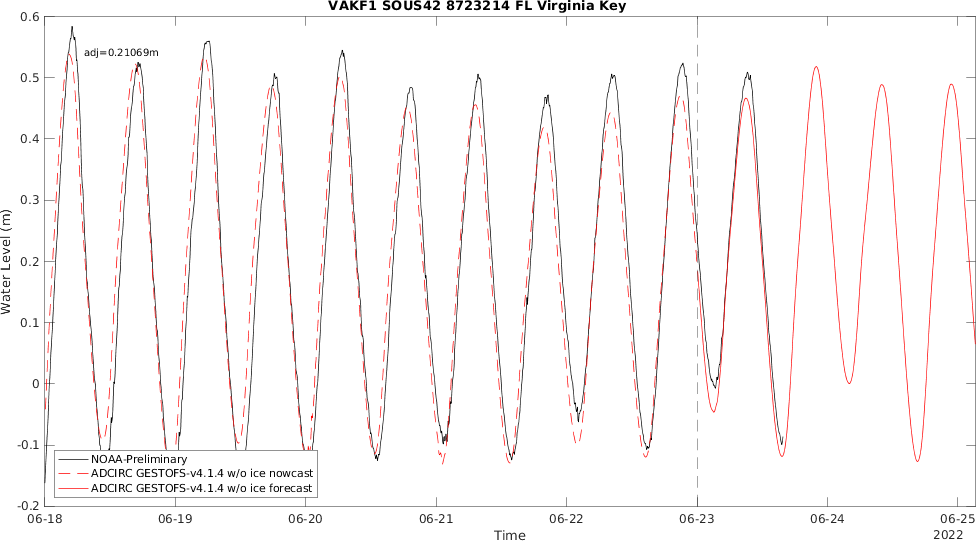 VAKF1 SOUS42 8723214 FL Virginia Key
adj=0.21069m
Water Level (m)
0.6
0.5
0.4
0.3
0.2
0.1
0
-0.1
-0.2
NOAA-Preliminary
ADCIRC GESTOFS-v4.1.4 w/o ice nowcast
ADCIRC GESTOFS-v4.1.4 w/o ice forecast
06-18 06-19 06-20 06-21 06-22 06-23 06-24 06-25
Time
2022